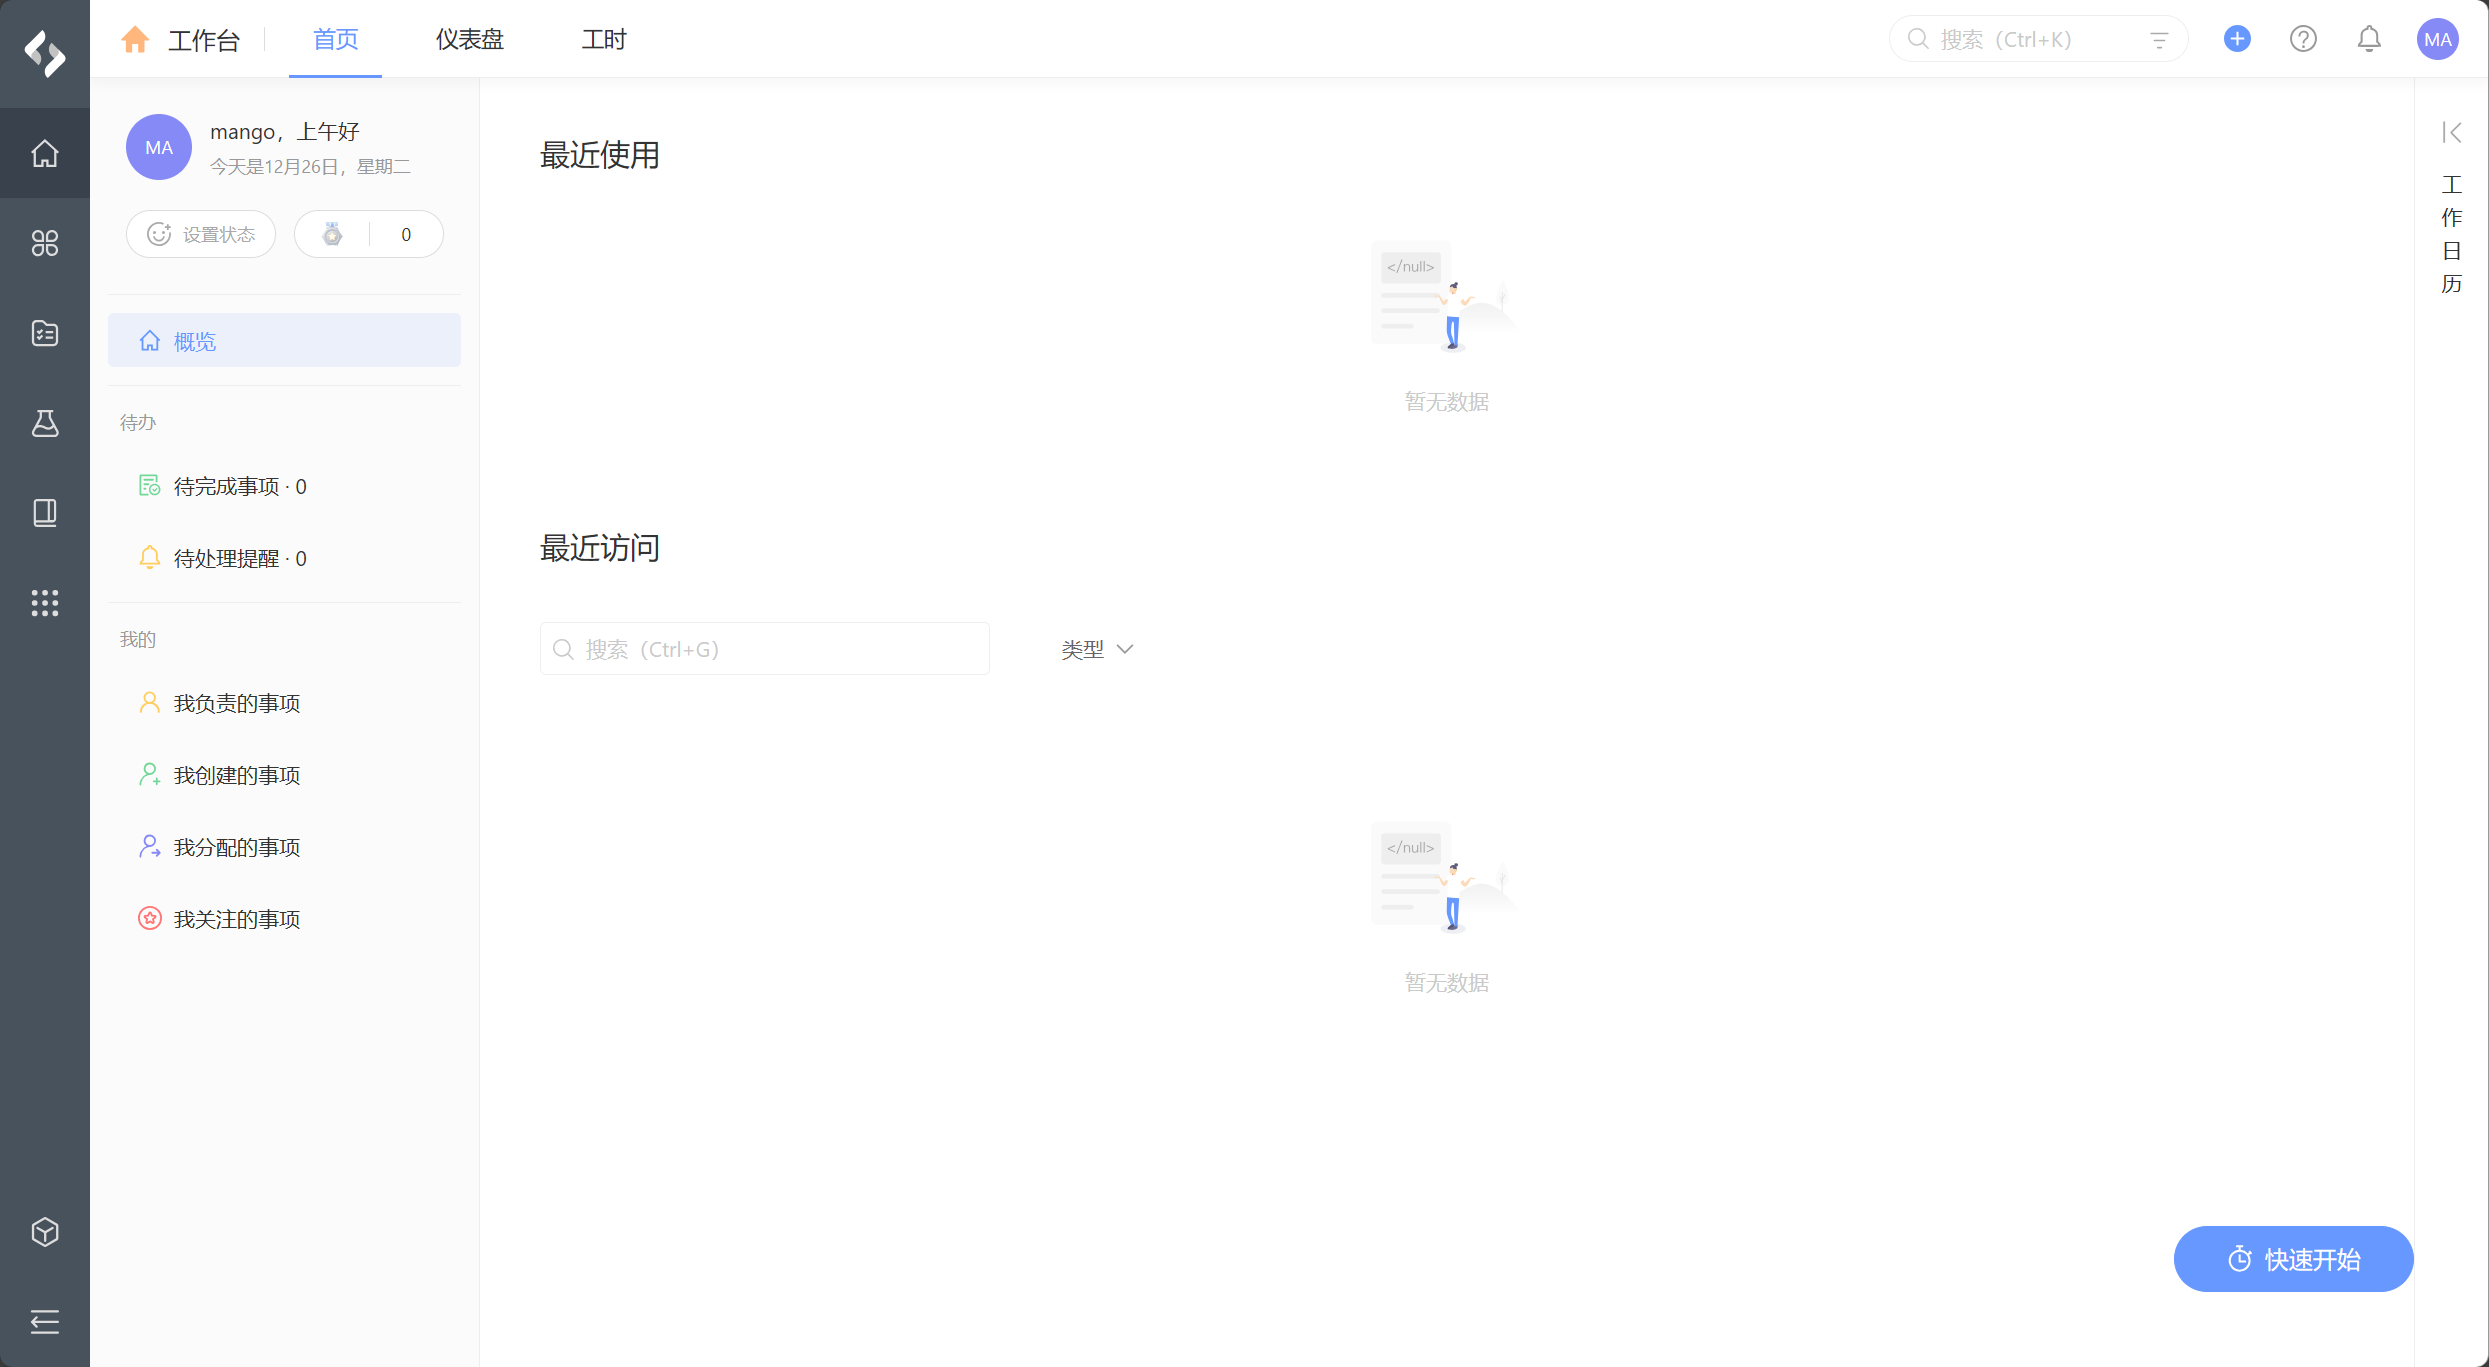 工作台
首页
仪表盘
工时
搜索（Ctrl+K）
MA
MA
mango，上午好
今天是12月26日，星期二
设置状态
0
概览
待办
待完成事项 · 0
待处理提醒 · 0
我的
我负责的事项
我创建的事项
我分配的事项
我关注的事项
最近使用
</null>
暂无数据
最近访问
搜索（Ctrl+G）
类型
</null>
暂无数据
工作日历
快速开始